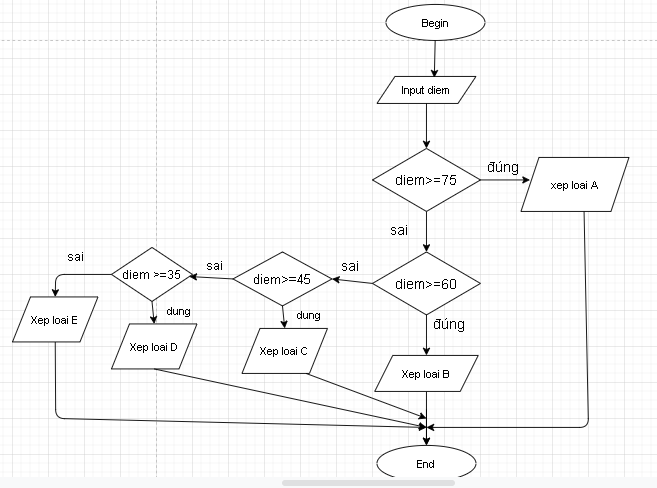 Begin
Input diem
diem>=75
đúng
xep loai A
sai
diem>=60
sai
diem>=45
sai
diem >=35
sai
đúng
dung
dung
Xep loai B
Xep loai C
Xep loai D
Xep loai E
End